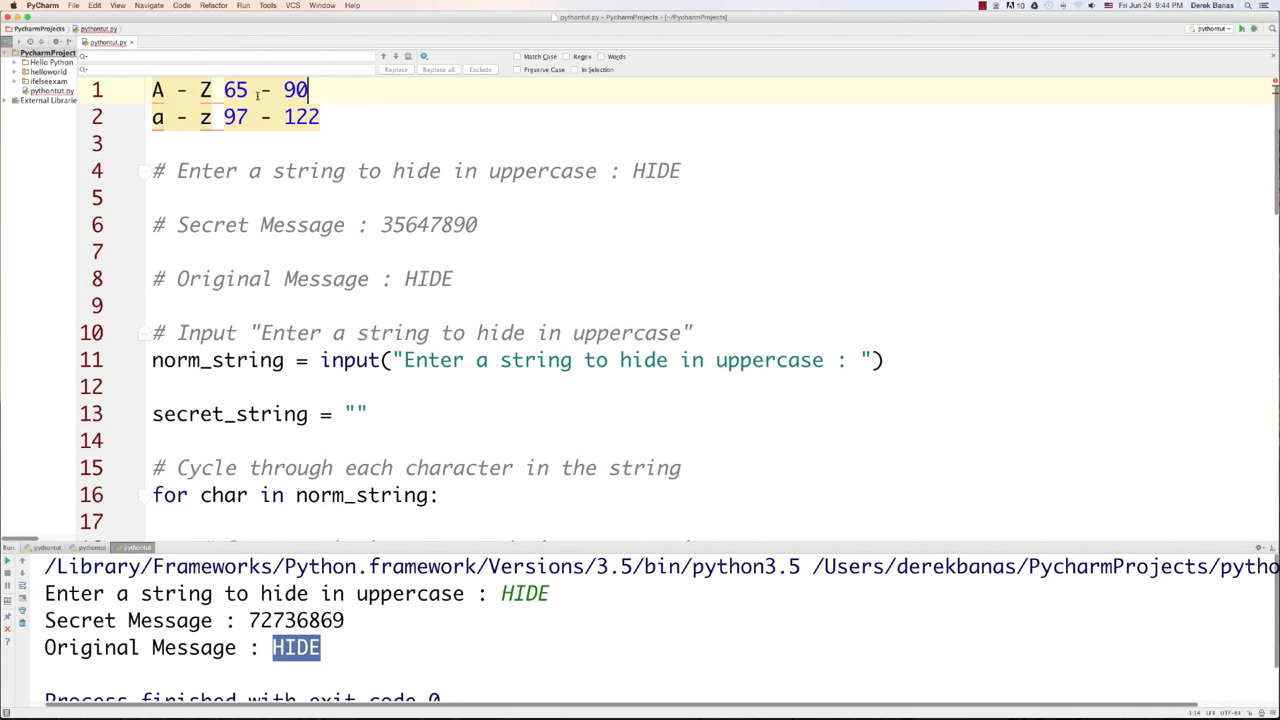 PyCharm File Edit View Navigate Code Refactor Run Tools VCS Window Help Fri Jun 24 9:44 PM Derek Banas
pythontut.py - PycharmProjects - [~/PycharmProjects]
PycharmProjects pythontut.py pythontut
pythontut.py
PycharmProject
Hello Python
helloworld
ifelseexam
pythontut.py
External Librarie
Match Case Regex Words
Replace Replace all Exclude Preserve Case In Selection
1 A - Z 65 - 90
2 a - z 97 - 122
3
4 # Enter a string to hide in uppercase : HIDE
5
6 # Secret Message : 35647890
7
8 # Original Message : HIDE
9
10 # Input "Enter a string to hide in uppercase"
11 norm_string = input("Enter a string to hide in uppercase : ")
12
13 secret_string = ""
14
15 # Cycle through each character in the string
16 for char in norm_string:
17
Run: pythontut pythontut pythontut
/Library/Frameworks/Python.framework/Versions/3.5/bin/python3.5 /Users/derekbanas/PycharmProjects/pytho
Enter a string to hide in uppercase : HIDE
Secret Message : 72736869
Original Message : HIDE
Process finished with exit code 0
1:14 LF÷ UTF-8÷